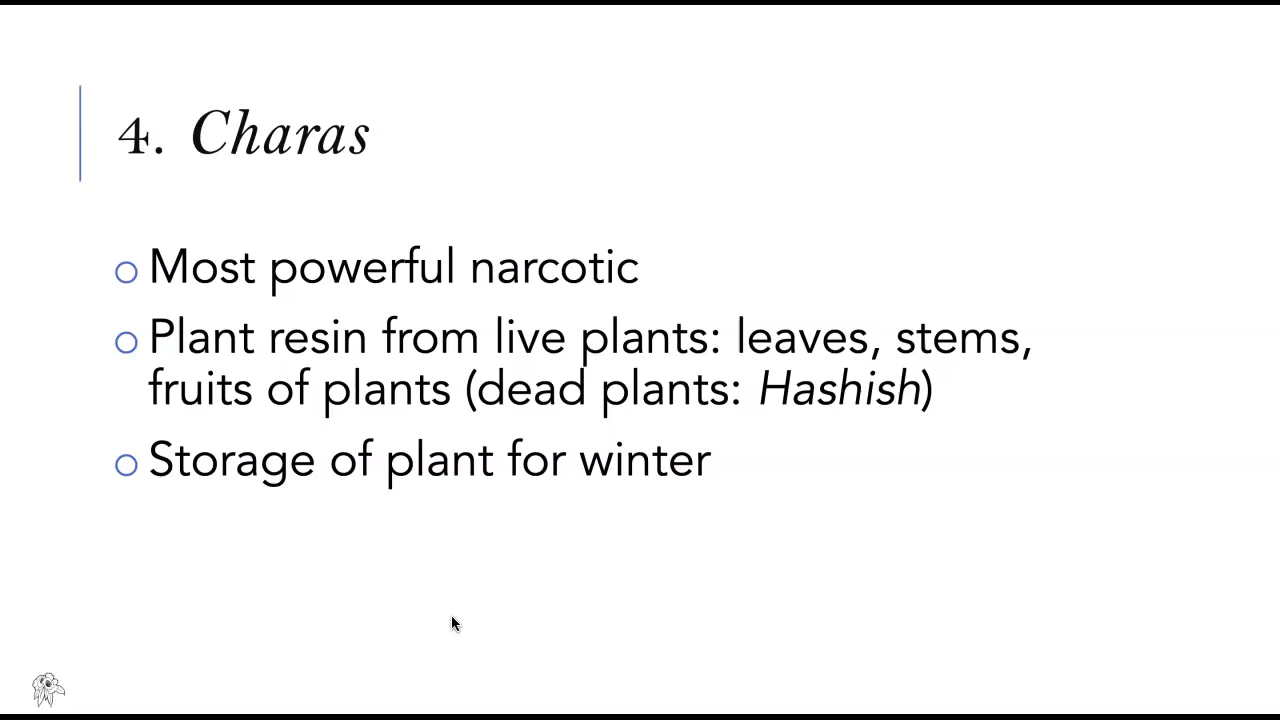 4. Charas
Most powerful narcotic
Plant resin from live plants: leaves, stems,
fruits of plants (dead plants: Hashish)
Storage of plant for winter